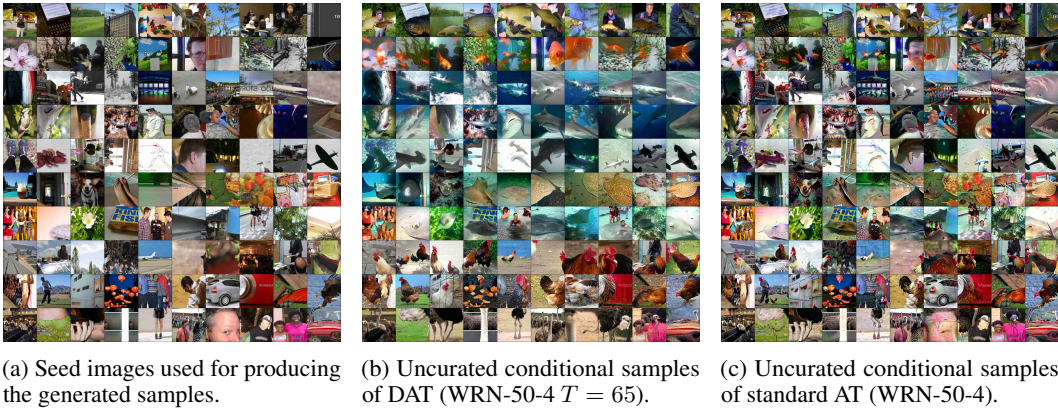 (a) Seed images used for producing
the generated samples.
(b) Uncurated conditional samples
of DAT (WRN-50-4 T = 65).
(c) Uncurated conditional samples
of standard AT (WRN-50-4).